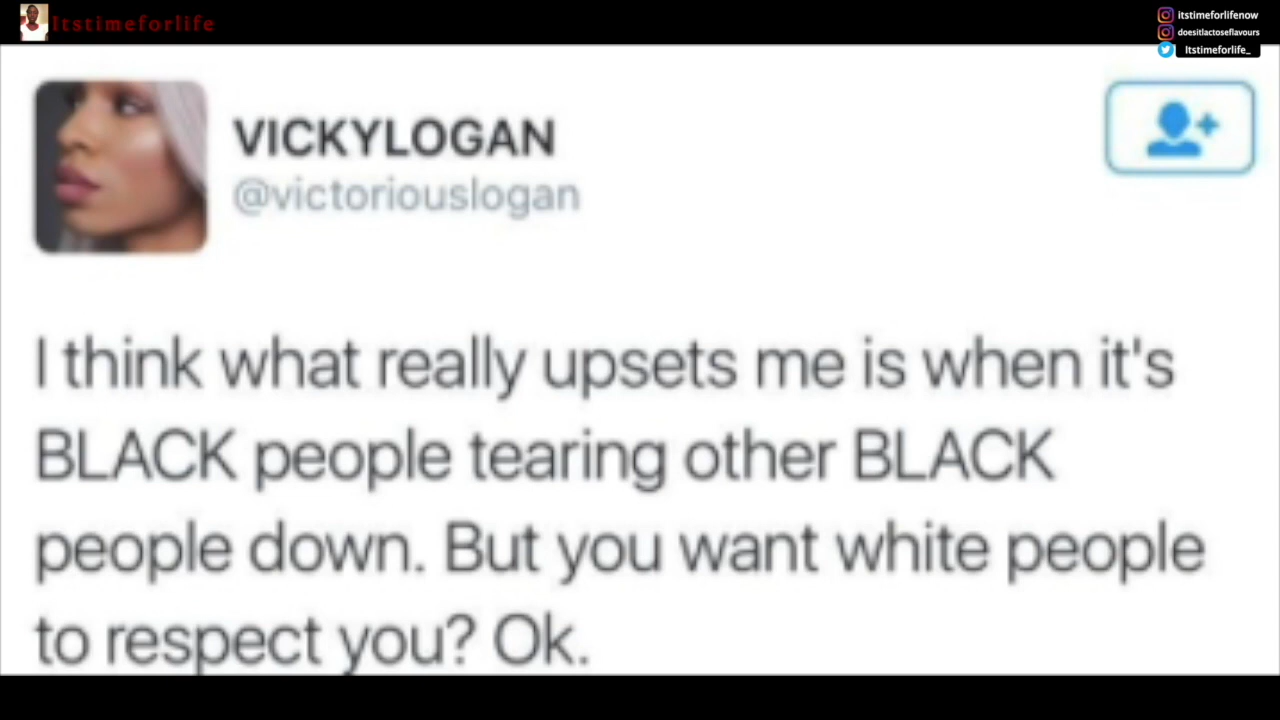 Itstimeforlife
itstimeforlifenow
doesitlactoseflavours
Itstimeforlife_
VICKYLOGAN
@victoriouslogan
I think what really upsets me is when it's
BLACK people tearing other BLACK
people down. But you want white people
to respect you? Ok.